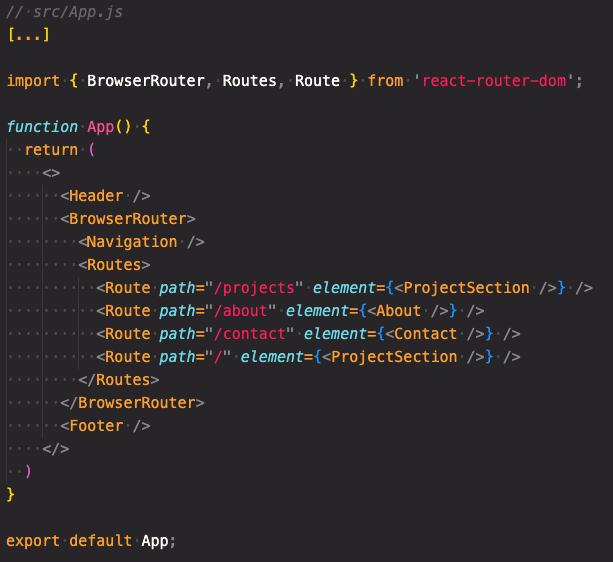 // src/App.js
[...]
import { BrowserRouter, Routes, Route } from 'react-router-dom';
function App() {
  return (
    <>
      <Header />
      <BrowserRouter>
        <Navigation />
        <Routes>
          <Route path="/projects" element={<ProjectSection />} />
          <Route path="/about" element={<About />} />
          <Route path="/contact" element={<Contact />} />
          <Route path="/" element={<ProjectSection />} />
        </Routes>
      </BrowserRouter>
      <Footer />
    </>
  )
}
export default App;